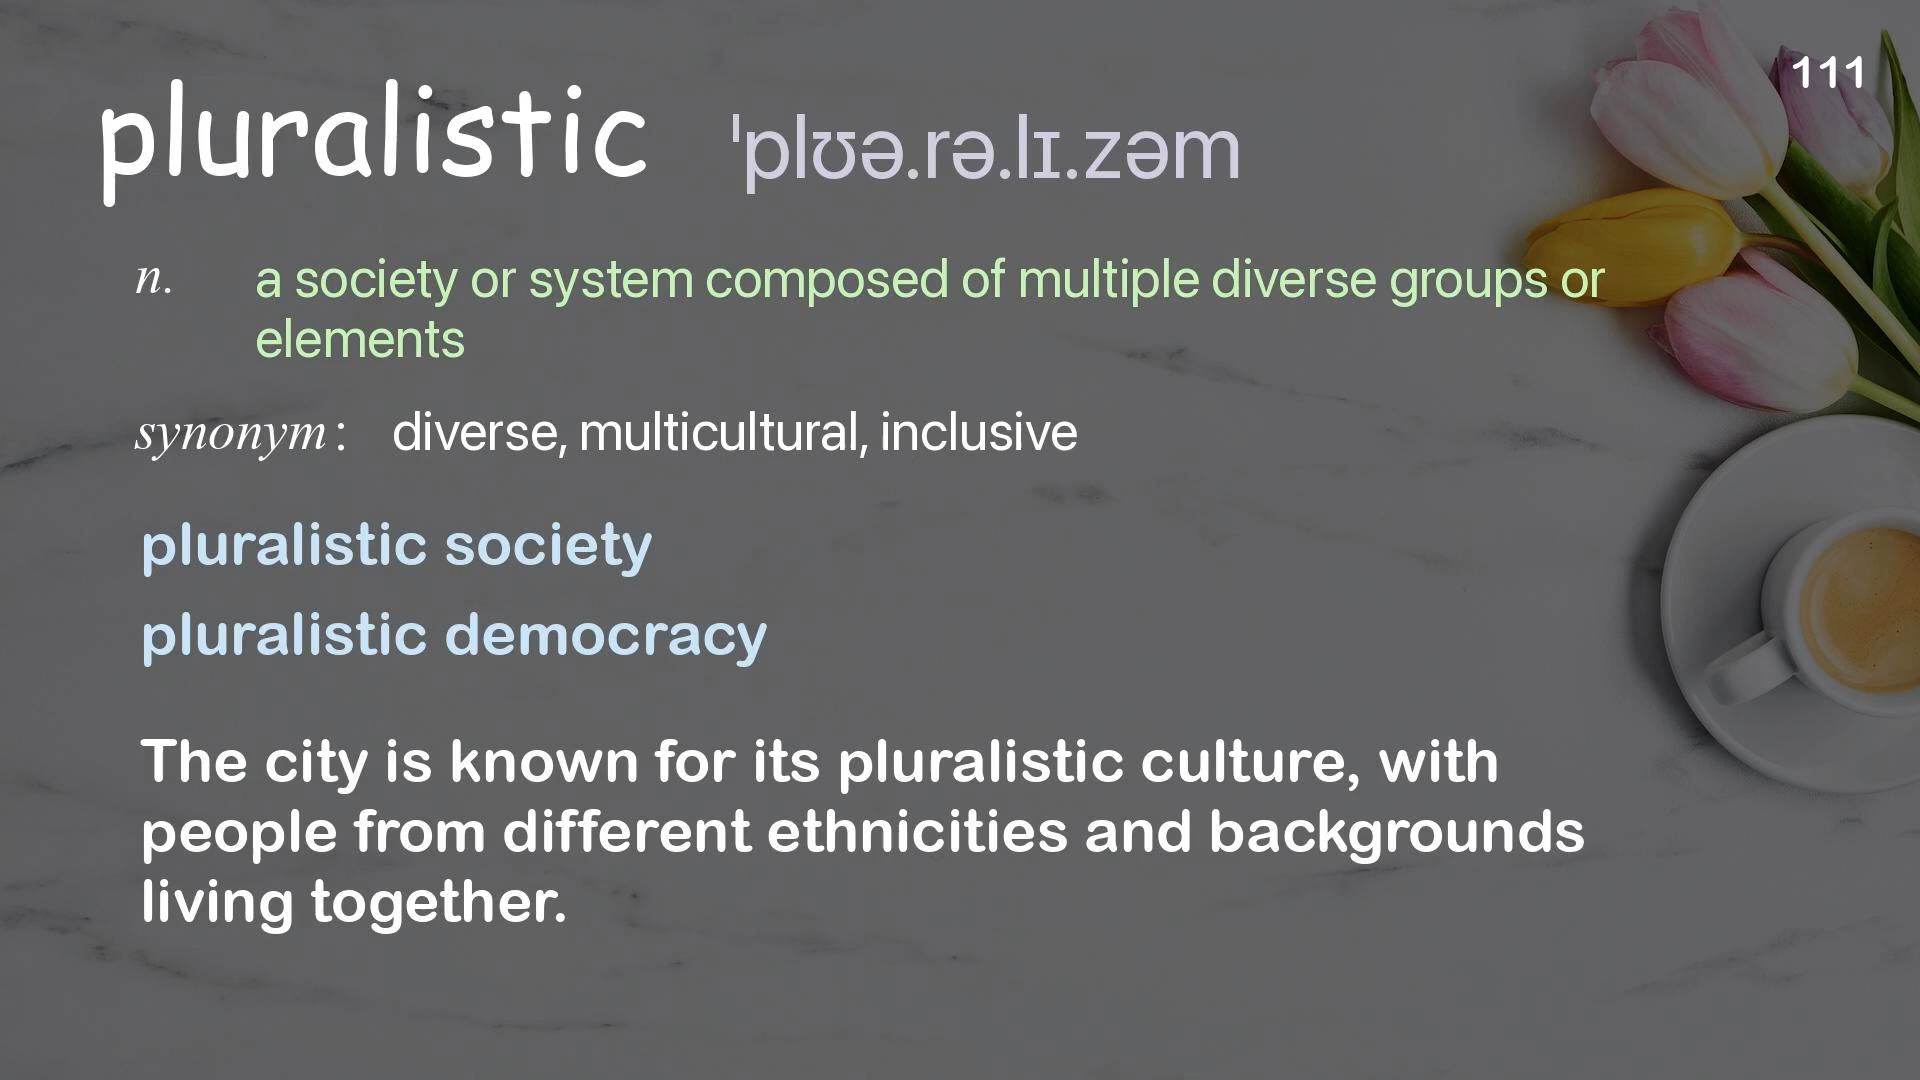 111
pluralistic ˈplʊə.rə.lɪ.zəm
n. a society or system composed of multiple diverse groups or
elements
synonym: diverse, multicultural, inclusive
pluralistic society
pluralistic democracy
The city is known for its pluralistic culture, with
people from different ethnicities and backgrounds
living together.